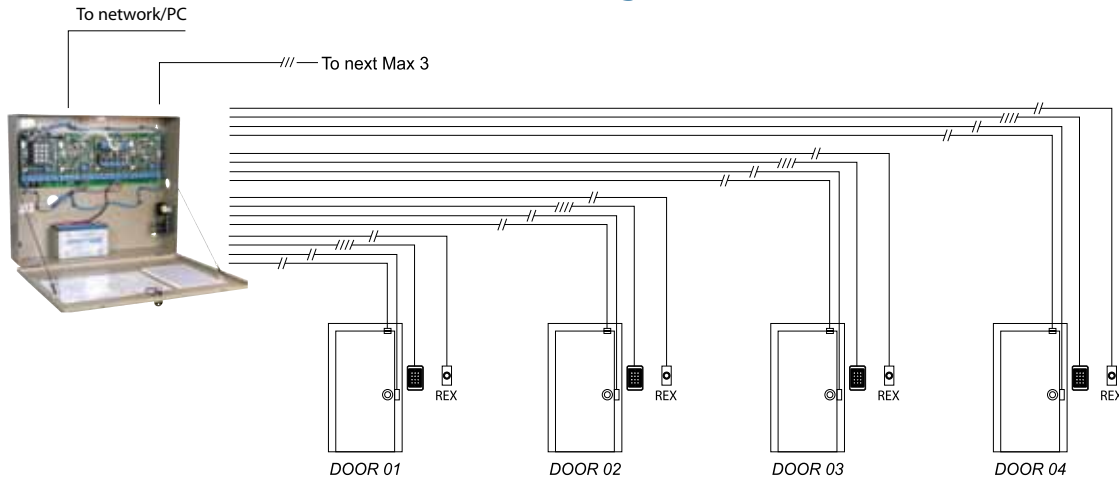 To network/PC
To next Max 3
REX
REX
REX
REX
DOOR 01
DOOR 02
DOOR 03
DOOR 04